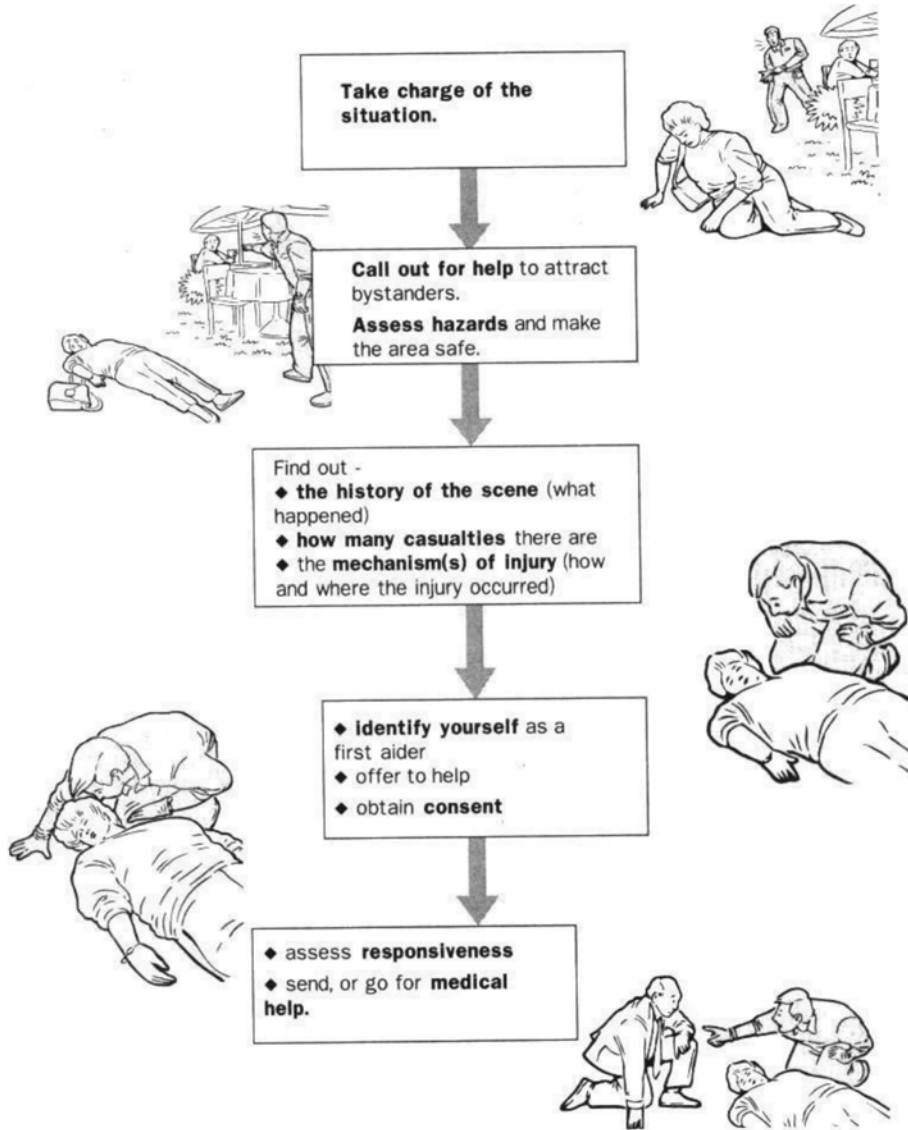 Take charge of the
situation.
Call out for help to attract
bystanders.
Assess hazards and make
the area safe.
Find out -
◆ the history of the scene (what
happened)
◆ how many casualties there are
◆ the mechanism(s) of injury (how
and where the injury occurred)
◆ identify yourself as a
first aider
◆ offer to help
◆ obtain consent
◆ assess responsiveness
◆ send, or go for medical
help.